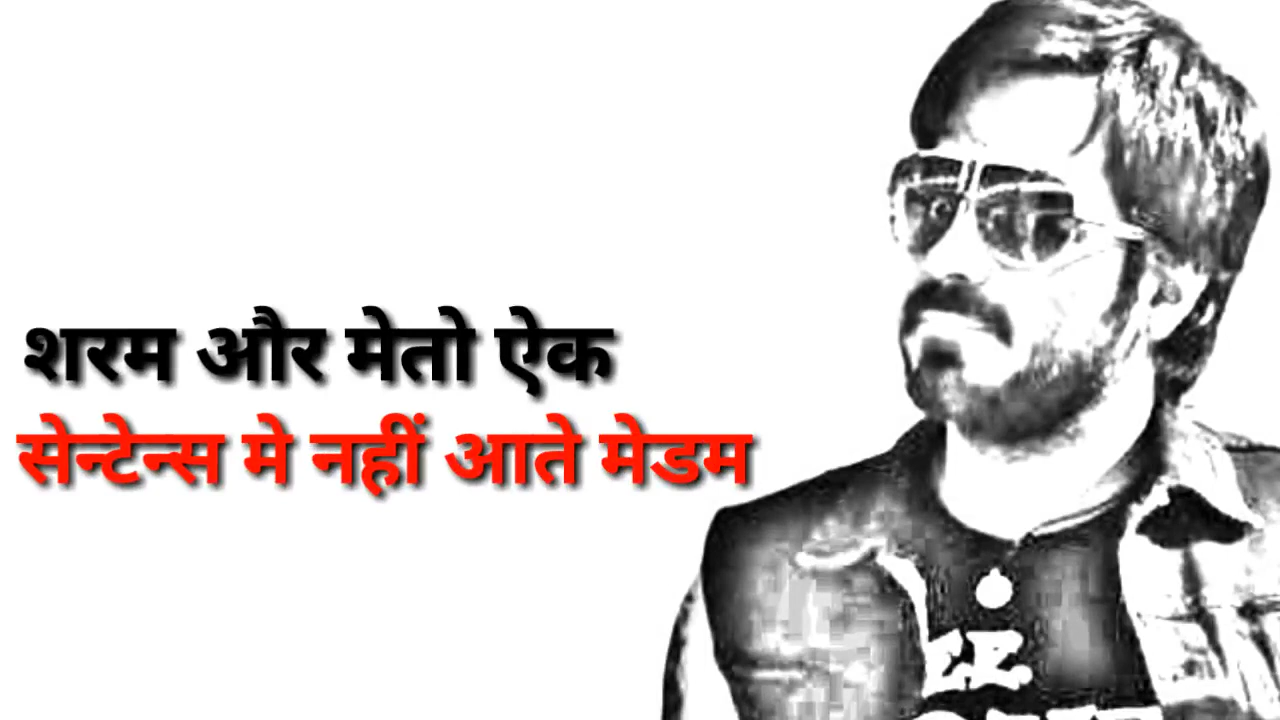 शरम और मेतो ऐक
सेन्टेन्स मे नहीं आते मेडम